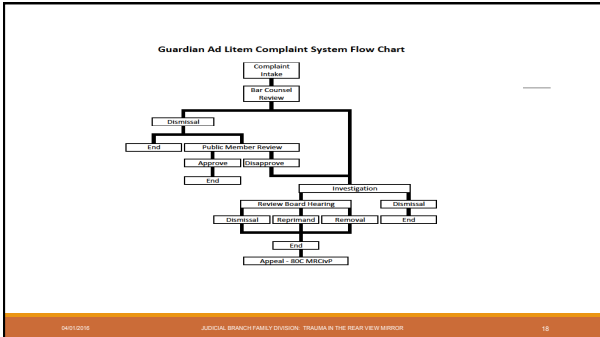 Guardian Ad Litem Complaint System Flow Chart
Complaint
Intake
Bar Counsel
Review
Dismissal
End
Public Member Review
Approve
Disapprove
End
Investigation
Review Board Hearing
Dismissal
Dismissal
Reprimand
Removal
End
End
Appeal - 80C MRCivP
04/01/2016
JUDICIAL BRANCH FAMILY DIVISION: TRAUMA IN THE REAR VIEW MIRROR
18